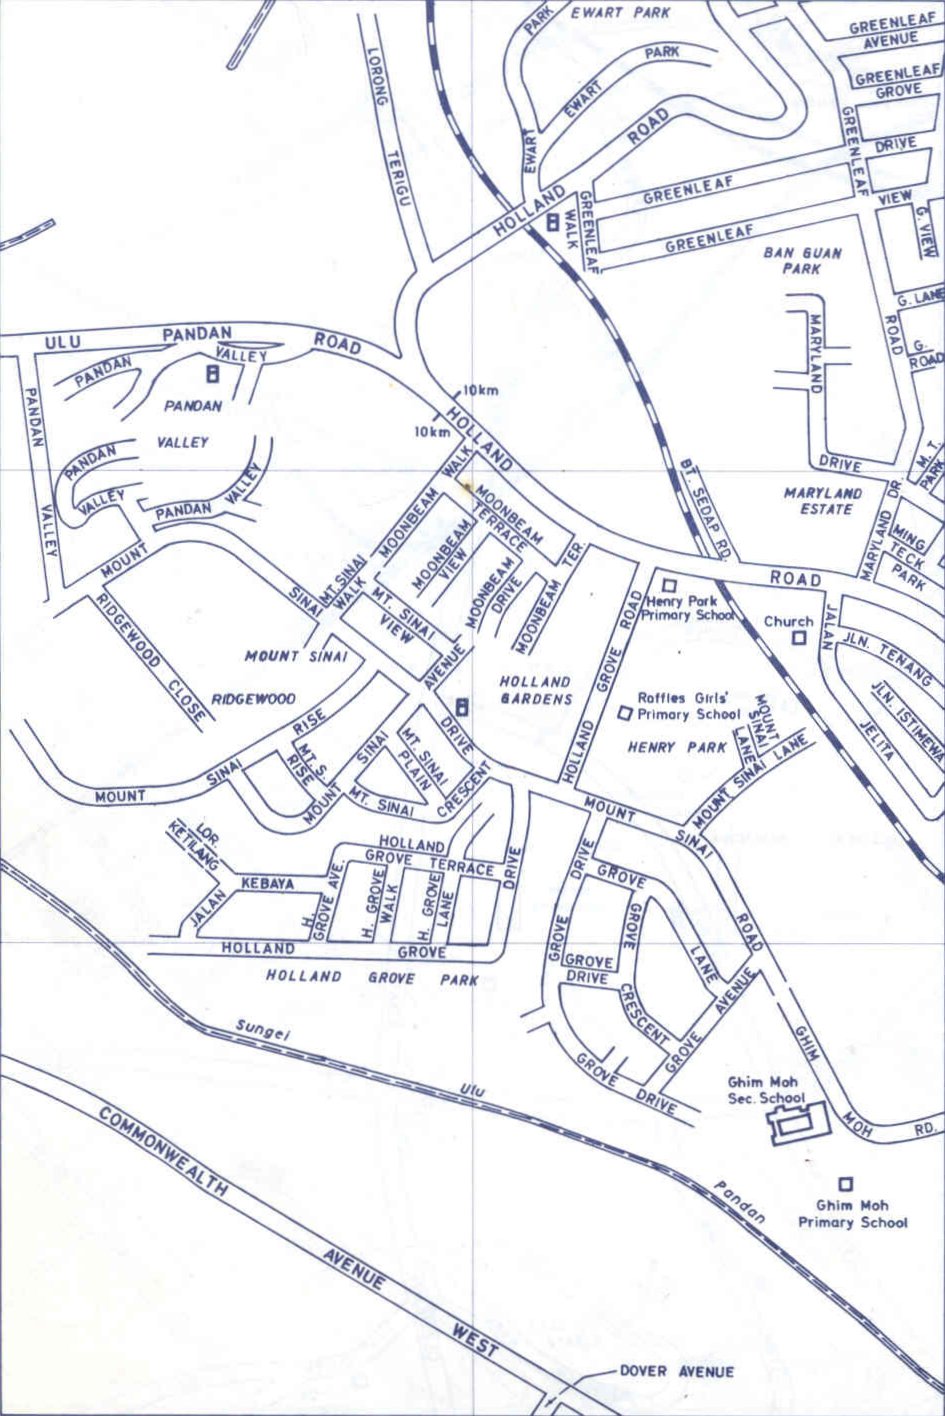 EWART PARK
PARK
GREENLEAF
AVENUE
PARK
EWART
LORONG
TERIGU
GREENLEAF
GROVE
ROAD
EWART
GREENLEAF
DRIVE
HOLLAND
GREENLEAF
WALK
GREENLEAF
GREENLEAF
VIEW
G. VIEW
BAN GUAN
PARK
G. LANE
ROAD
G.
ROAD
MARYLAND
DRIVE
ULU
PANDAN
ROAD
VALLEY
PANDAN
PANDAN
VALLEY
PANDAN
VALLEY
PANDAN
VALLEY
PANDAN
VALLEY
MOUNT
SINAI
10km
10km
HOLLAND
WALK
MOONBEAM
MOONBEAM
TERRACE
MOONBEAM
VIEW
MOONBEAM
DRIVE
MOONBEAM
TER.
MT. SINAI
WALK
MT. SINAI
VIEW
AVENUE
BT. SEDAP RD.
M. T.
PARK
MARYLAND
ESTATE
MARYLAND
DR.
MING
TECK
PARK
ROAD
Henry Park
Primary School
Church
JALAN
JELITA
JLN. TENANG
JLN. ISTIMEWA
RIDGEWOOD CLOSE
MOUNT SINAI
RIDGEWOOD
HOLLAND
GARDENS
HOLLAND
GROVE
ROAD
Raffles Girls'
Primary School
HENRY PARK
MOUNT
SINAI
LANE
MOUNT SINAI LANE
MOUNT
SINAI
RISE
MT. S.
RISE
MOUNT
SINAI
MT. SINAI
PLAIN
MT. SINAI
CRESCENT
DRIVE
MOUNT
SINAI
ROAD
LOR.
KETILANG
JALAN
KEBAYA
HOLLAND
GROVE TERRACE
H.
GROVE AVE.
H. GROVE
WALK
H. GROVE
LANE
DRIVE
HOLLAND
GROVE
HOLLAND GROVE PARK
GROVE
DRIVE
GROVE
LANE
GROVE
CRESCENT
GROVE
DRIVE
GROVE
AVENUE
GROVE
DRIVE
GHIM
MOH
RD.
Ghim Moh
Sec. School
Ghim Moh
Primary School
Sungei
Ulu
Pandan
COMMONWEALTH
AVENUE
WEST
DOVER AVENUE